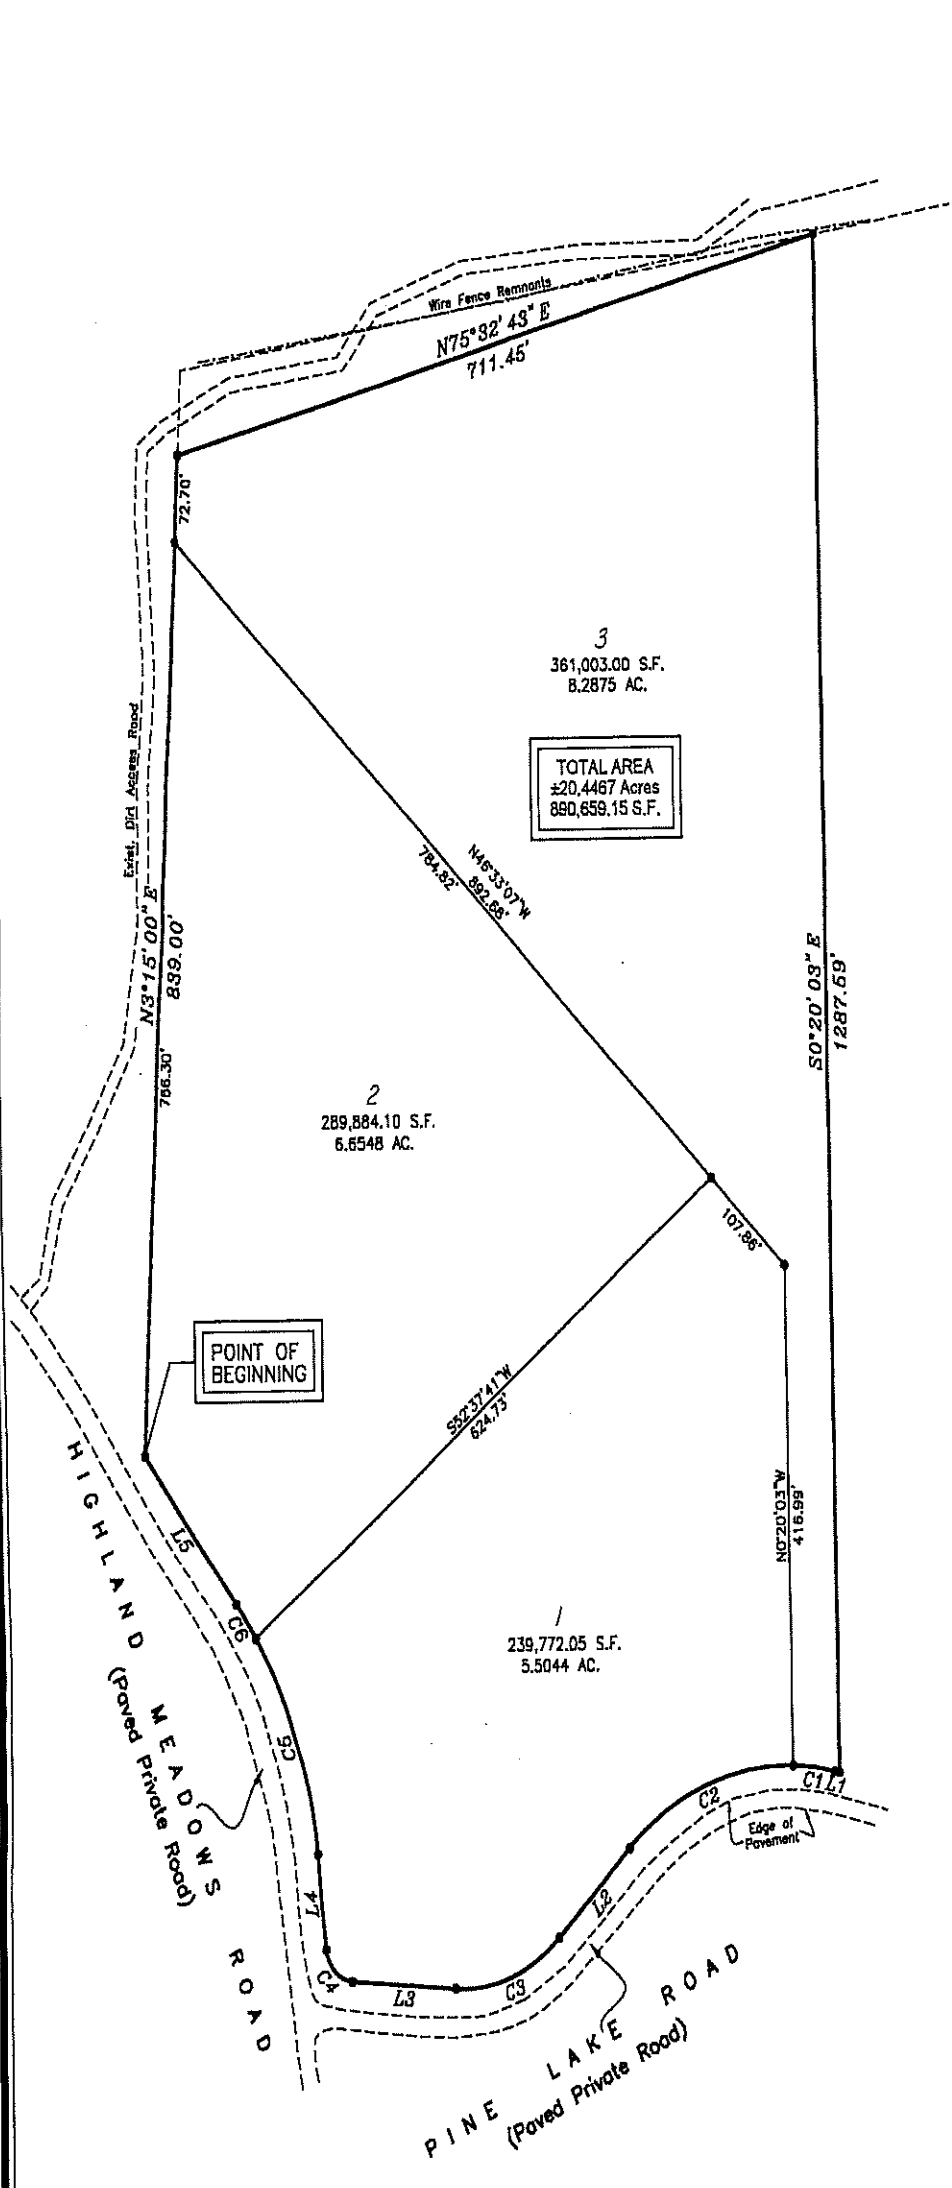 Wire Fence Remnants
N75°32'43" E
711.45'
72.70'
3
361,003.00 S.F.
8.2875 AC.
TOTAL AREA
±20.4467 Acres
890,659.15 S.F.
Exist. Dirt Access Road
N46°33'07"W
892.68'
784.82'
N3°15'00" E
839.00'
766.30'
S0°20'03" E
1287.59'
2
289,884.10 S.F.
6.6548 AC.
107.86'
POINT OF
BEGINNING
S52°37'41"W
624.73'
N0°20'03"W
416.99'
L5
C6
1
239,772.05 S.F.
5.5044 AC.
C5
C1
L1
C2
Edge of
Pavement
L4
L2
C4
L3
C3
HIGHLAND MEADOWS ROAD
(Paved Private Road)
PINE LAKE ROAD
(Paved Private Road)